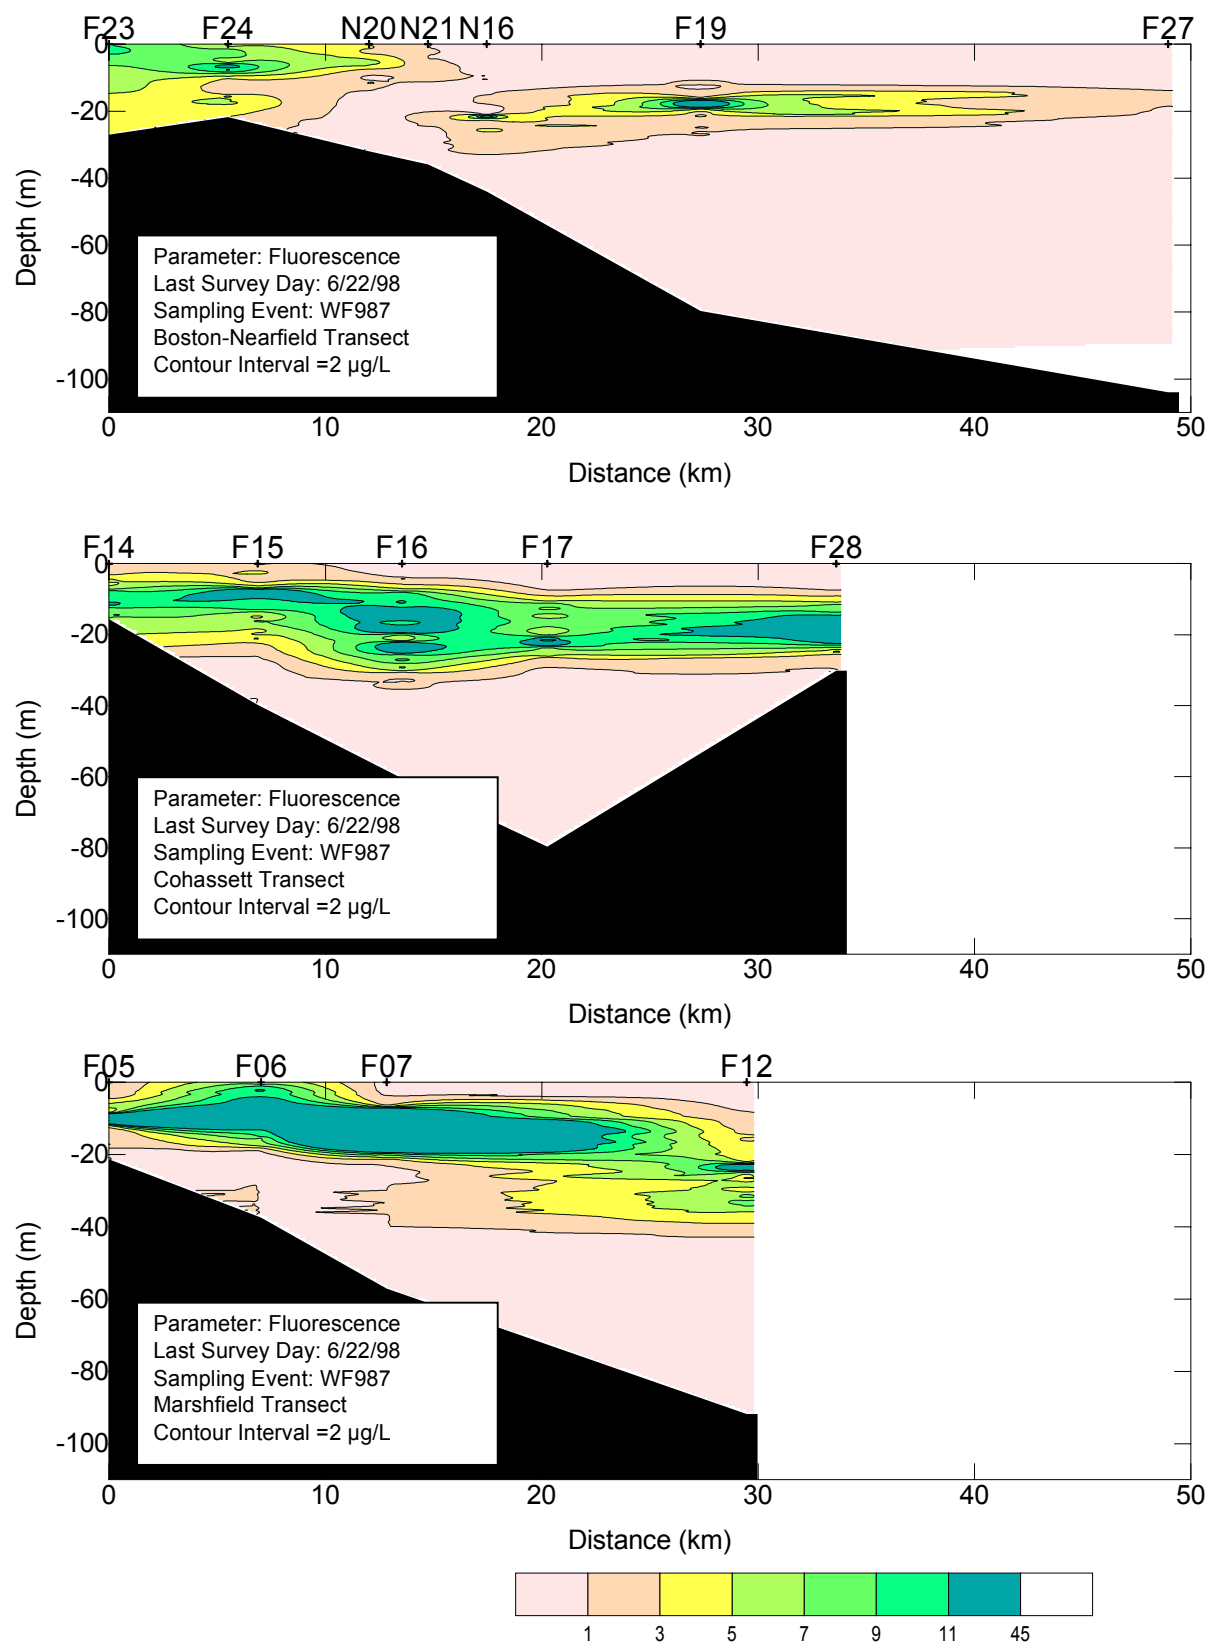 F23 F24 N20 N21 N16 F19 F27
0
-20
-40
-60
-80
-100
Depth (m)
Parameter: Fluorescence
Last Survey Day: 6/22/98
Sampling Event: WF987
Boston-Nearfield Transect
Contour Interval =2 µg/L
0 10 20 30 40 50
Distance (km)
F14 F15 F16 F17 F28
0
-20
-40
-60
-80
-100
Depth (m)
Parameter: Fluorescence
Last Survey Day: 6/22/98
Sampling Event: WF987
Cohassett Transect
Contour Interval =2 µg/L
0 10 20 30 40 50
Distance (km)
F05 F06 F07 F12
0
-20
-40
-60
-80
-100
Depth (m)
Parameter: Fluorescence
Last Survey Day: 6/22/98
Sampling Event: WF987
Marshfield Transect
Contour Interval =2 µg/L
0 10 20 30 40 50
Distance (km)
1 3 5 7 9 11 45